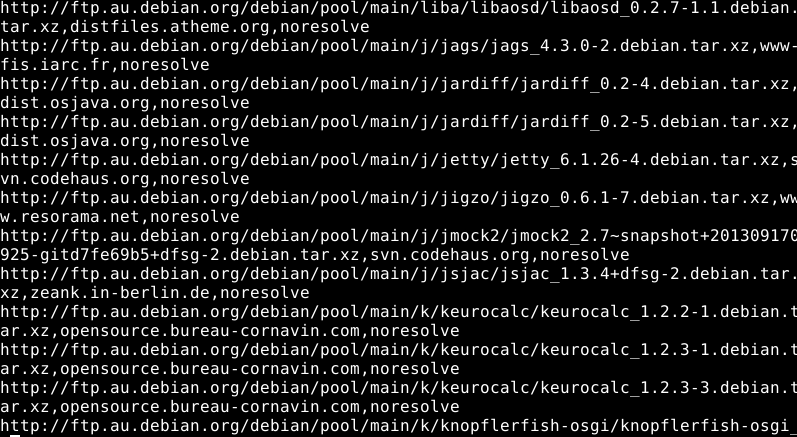 http://ftp.au.debian.org/debian/pool/main/liba/libaosd/libaosd_0.2.7-1.1.debian.
tar.xz,distfiles.atheme.org,noresolve
http://ftp.au.debian.org/debian/pool/main/j/jags/jags_4.3.0-2.debian.tar.xz,www-
fis.iarc.fr,noresolve
http://ftp.au.debian.org/debian/pool/main/j/jardiff/jardiff_0.2-4.debian.tar.xz,
dist.osjava.org,noresolve
http://ftp.au.debian.org/debian/pool/main/j/jardiff/jardiff_0.2-5.debian.tar.xz,
dist.osjava.org,noresolve
http://ftp.au.debian.org/debian/pool/main/j/jetty/jetty_6.1.26-4.debian.tar.xz,s
vn.codehaus.org,noresolve
http://ftp.au.debian.org/debian/pool/main/j/jigzo/jigzo_0.6.1-7.debian.tar.xz,ww
w.resorama.net,noresolve
http://ftp.au.debian.org/debian/pool/main/j/jmock2/jmock2_2.7~snapshot+201309170
925-gitd7fe69b5+dfsg-2.debian.tar.xz,svn.codehaus.org,noresolve
http://ftp.au.debian.org/debian/pool/main/j/jsjac/jsjac_1.3.4+dfsg-2.debian.tar.
xz,zeank.in-berlin.de,noresolve
http://ftp.au.debian.org/debian/pool/main/k/keurocalc/keurocalc_1.2.2-1.debian.t
ar.xz,opensource.bureau-cornavin.com,noresolve
http://ftp.au.debian.org/debian/pool/main/k/keurocalc/keurocalc_1.2.3-1.debian.t
ar.xz,opensource.bureau-cornavin.com,noresolve
http://ftp.au.debian.org/debian/pool/main/k/keurocalc/keurocalc_1.2.3-3.debian.t
ar.xz,opensource.bureau-cornavin.com,noresolve
http://ftp.au.debian.org/debian/pool/main/k/knopflerfish-osgi/knopflerfish-osgi_